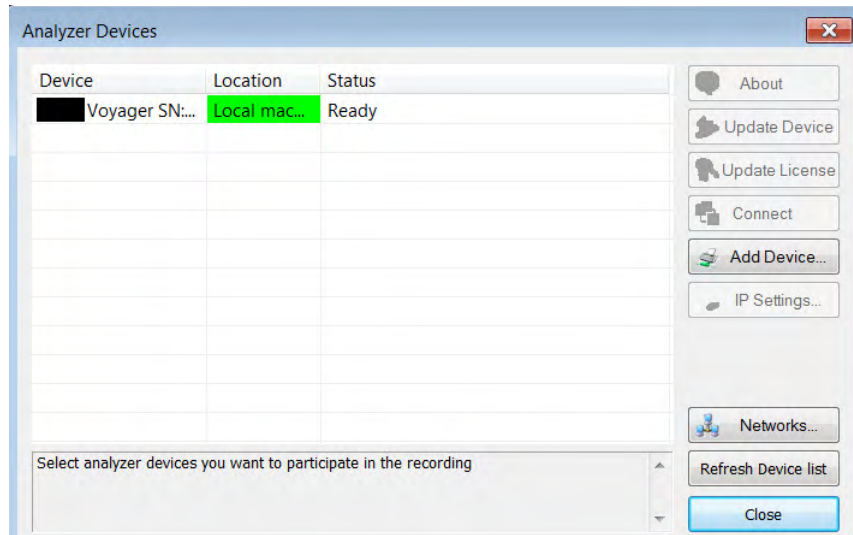 Analyzer Devices
Device Location Status
Voyager SN:... Local mac... Ready
About
Update Device
Update License
Connect
Add Device...
IP Settings...
Networks...
Select analyzer devices you want to participate in the recording
Refresh Device list
Close